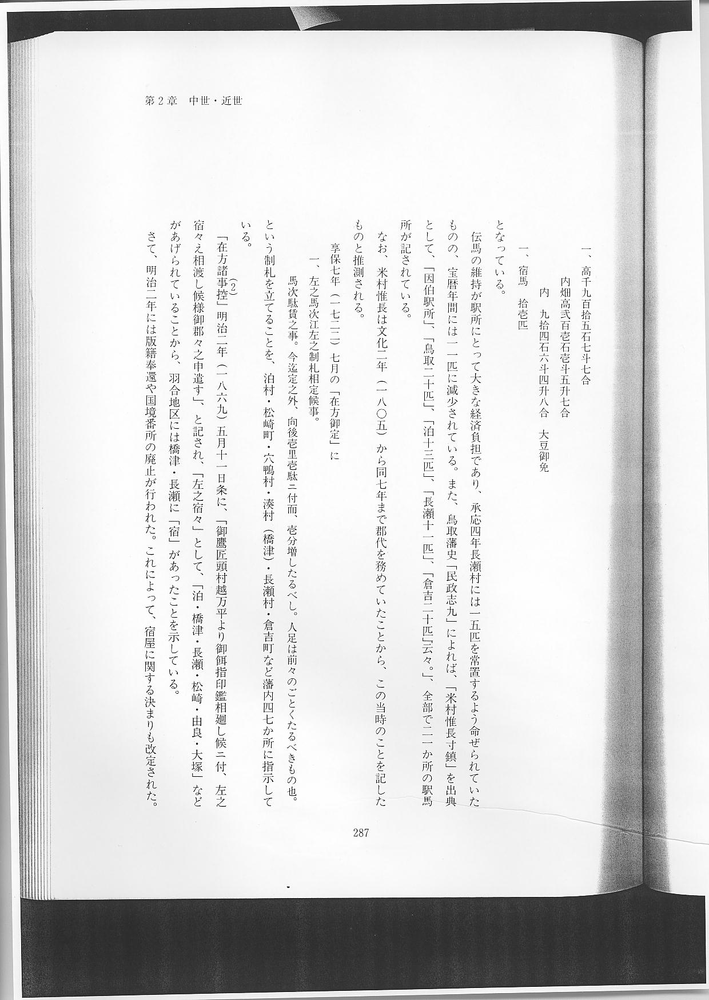 第2章　中世・近世
一、高千九百拾五石七斗七合
内畑高弐百壱石壱斗五升七合
内　九拾四石六斗四升八合　大豆御免
一、宿馬　拾壱匹
となっている。
伝馬の維持が駅所にとって大きな経済負担であり、承応四年長瀬村には一五匹を常置するよう命ぜられていた
ものの、宝暦年間には一一匹に減少されている。また、鳥取藩史「民政志九」によれば、「米村惟長寸鎮」を出典
として、「因伯駅所」、「鳥取二十匹」、「泊十三匹」、「長瀬十一匹」、「倉吉二十匹」「云々。」、全部で二一か所の駅馬
所が記されている。
なお、米村惟長は文化二年（一八〇五）から同七年まで郡代を務めていたことから、この当時のことを記した
ものと推測される。
享保七年（一七二二）七月の「在方御定」に
一、左之馬次江左之制札相定候事。
馬次駄賃之事。今迄定之外、向後壱里壱駄ニ付而、壱分増したるべし。人足は前々のごとくたるべきもの也。
という制札を立てることを、泊村・松崎町・穴鴨村・湊村（橋津）・長瀬村・倉吉町など藩内四七か所に指示して
いる。
「在方諸事控」(2)明治二年（一八六九）五月十一日条に、「御鷹匠頭村越万平より御餌指印鑑相廻し候ニ付、左之
宿々え相渡し候様御郡々之申遣す」、と記され、「左之宿々」として、「泊・橋津・長瀬・松崎・由良・大塚」など
があげられていることから、羽合地区には橋津・長瀬に「宿」があったことを示している。
さて、明治二年には版籍奉還や国境番所の廃止が行われた。これによって、宿屋に関する決まりも改定された。
287